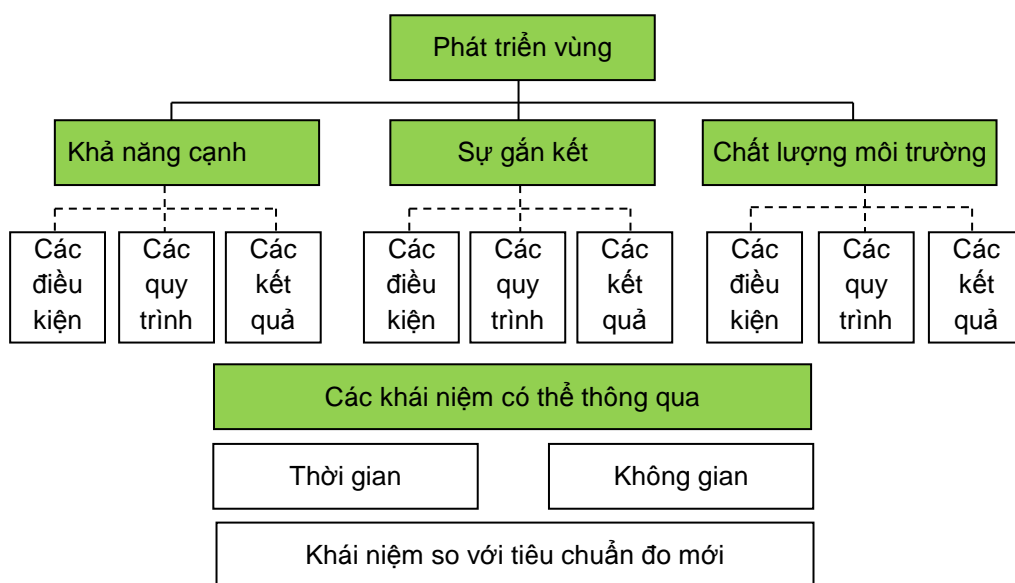 Phát triển vùng
Khả năng cạnh
Sự gắn kết
Chất lượng môi trường
Các
điều
kiện
Các
quy
trình
Các
kết
quả
Các
điều
kiện
Các
quy
trình
Các
kết
quả
Các
điều
kiện
Các
quy
trình
Các
kết
quả
Các khái niệm có thể thông qua
Thời gian
Không gian
Khái niệm so với tiêu chuẩn đo mới